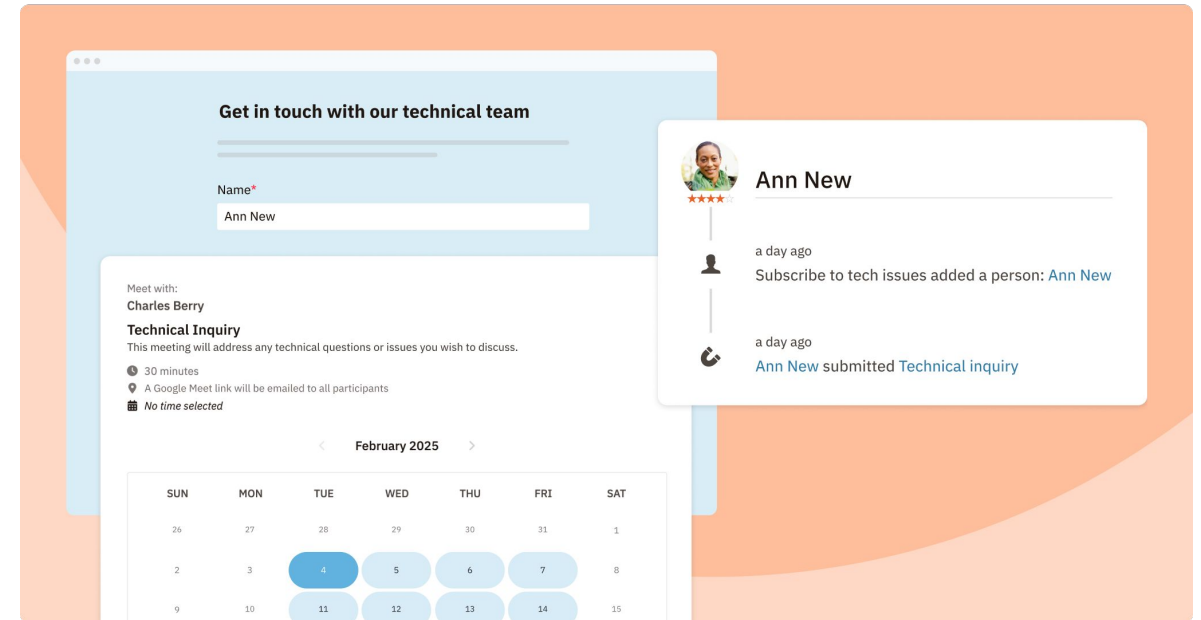 Get in touch with our technical team
Name*
Ann New
Meet with:
Charles Berry
Technical Inquiry
This meeting will address any technical questions or issues you wish to discuss.
30 minutes
A Google Meet link will be emailed to all participants
No time selected
February 2025
SUN MON TUE WED THU FRI SAT
26 27 28 29 30 31 1
2 3 4 5 6 7 8
9 10 11 12 13 14 15
Ann New
a day ago
Subscribe to tech issues added a person: Ann New
a day ago
Ann New submitted Technical inquiry